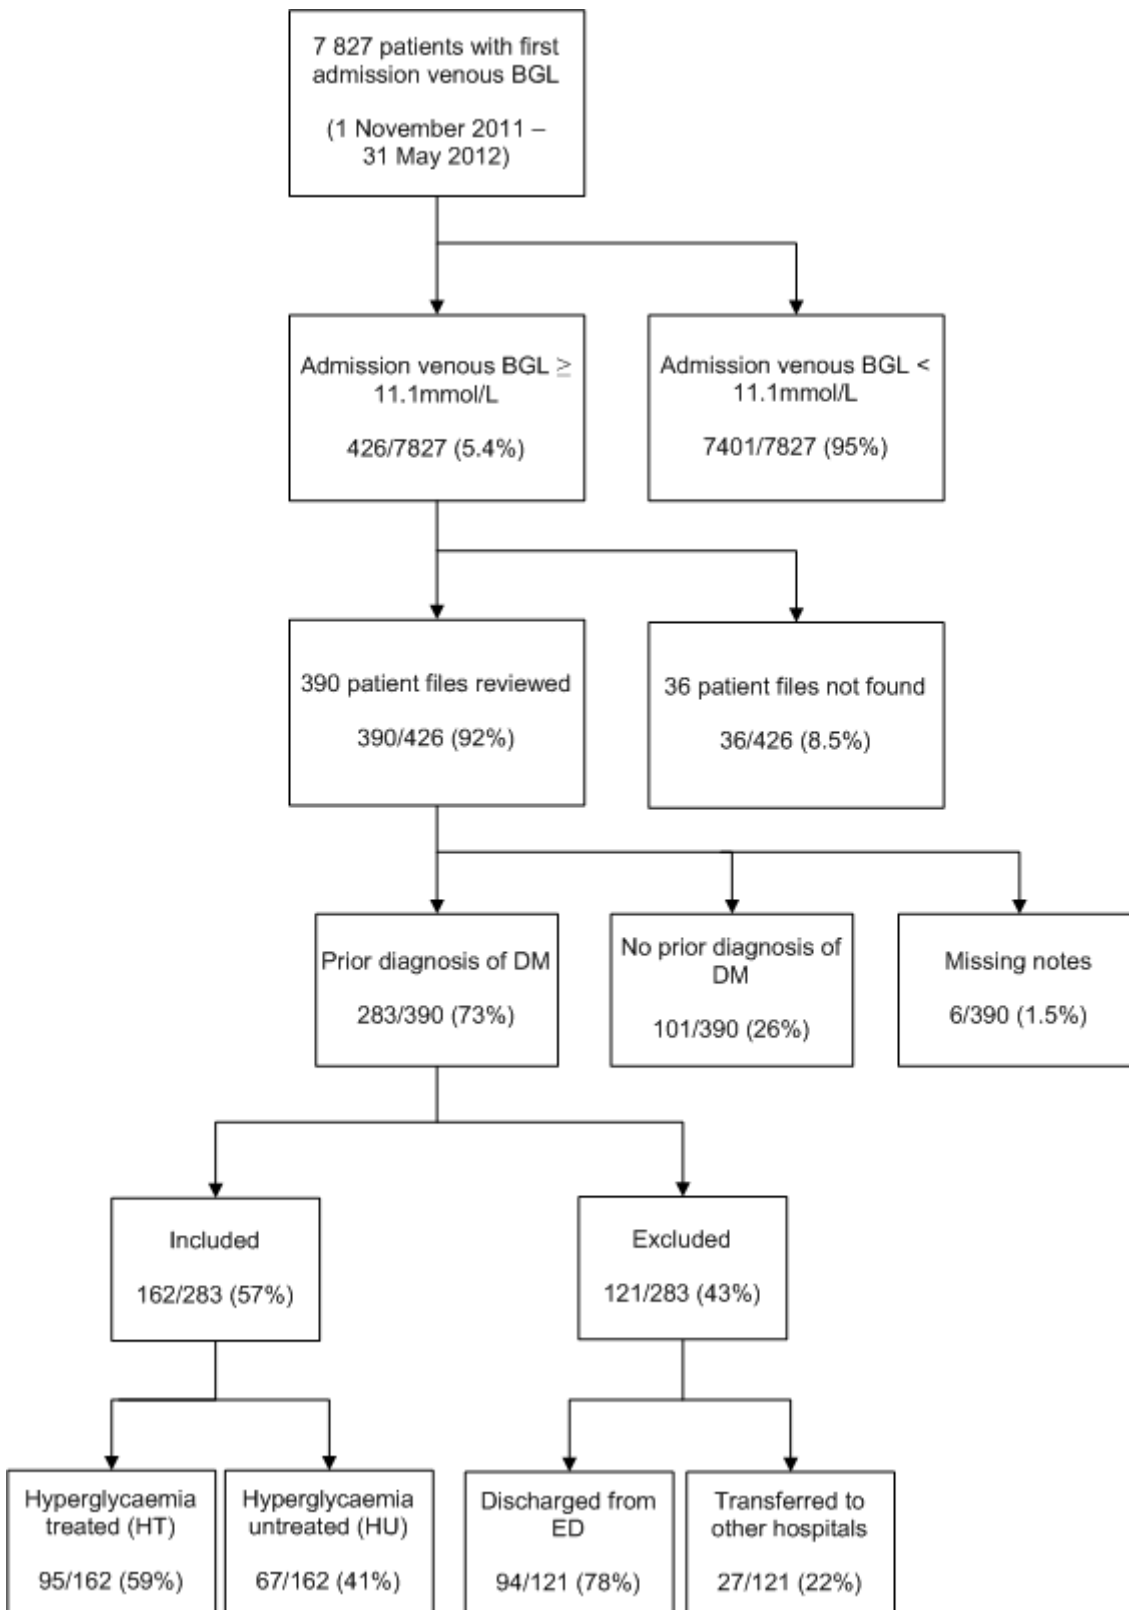 7 827 patients with first
admission venous BGL
(1 November 2011 –
31 May 2012)
Admission venous BGL ≥
11.1mmol/L
426/7827 (5.4%)
Admission venous BGL <
11.1mmol/L
7401/7827 (95%)
390 patient files reviewed
390/426 (92%)
36 patient files not found
36/426 (8.5%)
Prior diagnosis of DM
283/390 (73%)
No prior diagnosis of
DM
101/390 (26%)
Missing notes
6/390 (1.5%)
Included
162/283 (57%)
Excluded
121/283 (43%)
Hyperglycaemia
treated (HT)
95/162 (59%)
Hyperglycaemia
untreated (HU)
67/162 (41%)
Discharged from
ED
94/121 (78%)
Transferred to
other hospitals
27/121 (22%)